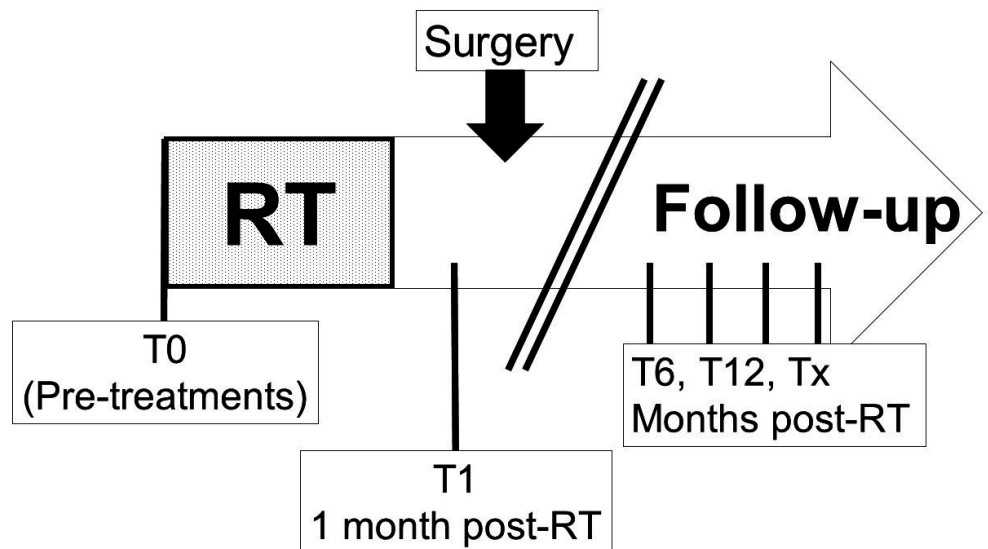 Surgery
RT
Follow-up
T0
(Pre-treatments)
T6, T12, Tx
Months post-RT
T1
1 month post-RT